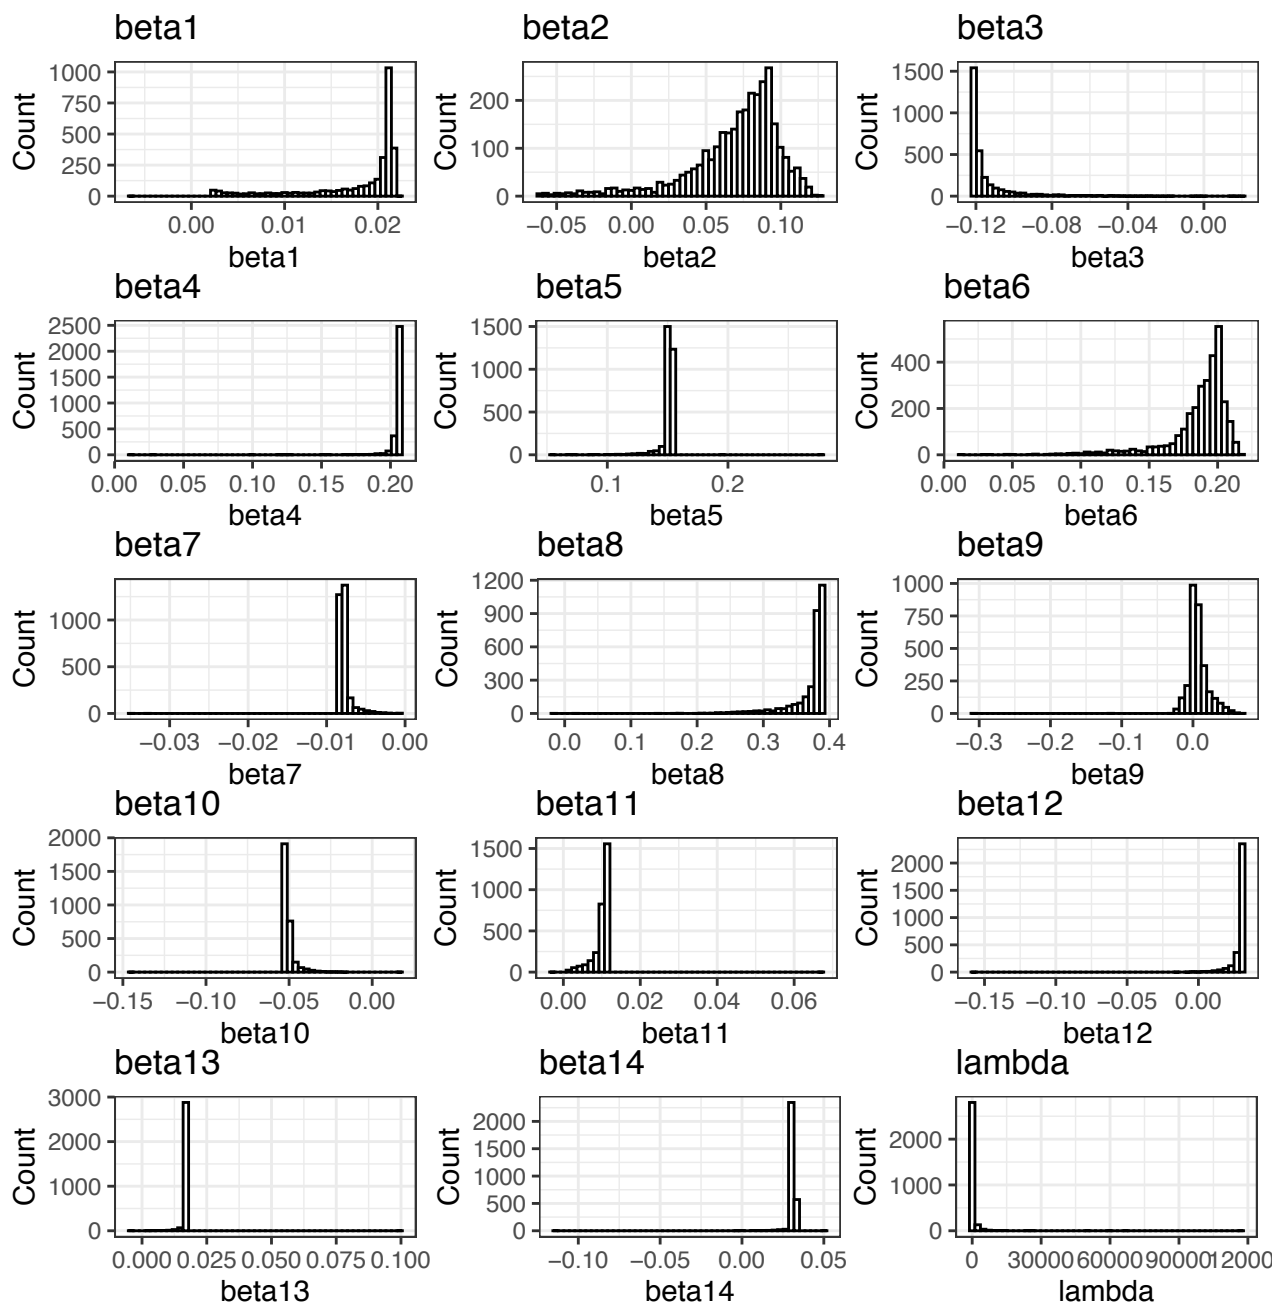 beta1 beta2 beta3
Count 1000 750 500 250 0 Count 200 100 0 Count 1500 500 0
0.00 0.01 0.02 −0.05 0.00 0.05 0.10 −0.12 −0.08 −0.04 0.00
beta1 beta2 beta3
beta4 beta5 beta6
Count 2500 2000 1500 1000 500 0 Count 1500 1000 500 0 Count 400 200 0
0.00 0.05 0.10 0.15 0.20 0.1 0.2 0.00 0.05 0.10 0.15 0.20
beta4 beta5 beta6
beta7 beta8 beta9
Count 1000 500 0 Count 1200 900 600 300 0 Count 1000 750 500 250 0
−0.03 −0.02 −0.01 0.00 0.0 0.1 0.2 0.3 0.4 −0.3 −0.2 −0.1 0.0
beta7 beta8 beta9
beta10 beta11 beta12
Count 2000 1500 1000 500 0 Count 1500 1000 500 0 Count 2000 1500 1000 500 0
−0.15 −0.10 −0.05 0.00 0.00 0.02 0.04 0.06 −0.15 −0.10 −0.05 0.00
beta10 beta11 beta12
beta13 beta14 lambda
Count 3000 2000 1000 0 Count 2000 1500 1000 500 0 Count 2000 1000 0
0.000 0.025 0.050 0.075 0.100 −0.10 −0.05 0.00 0.05 0 30000 60000 90000 12000
beta13 beta14 lambda